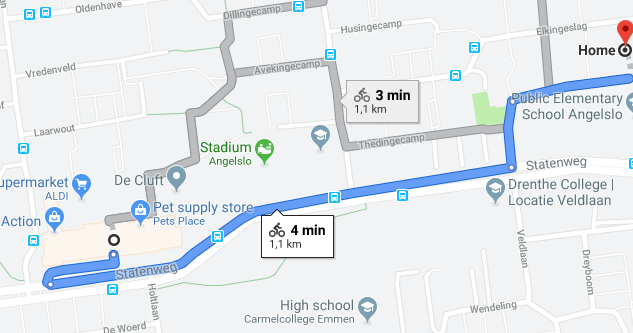 Oldenhave
Dillingecamp
Husingecamp
Elkingeslag
Home
Vredenveld
Avekingecamp
3 min
1,1 km
Public Elementary
School Angelslo
Laarwout
Stadium
Angelslo
Thedingecamp
Statenweg
De Cluft
upermarket
ALDI
Drenthe College |
Locatie Veldlaan
Action
Pet supply store
Pets Place
4 min
1,1 km
Veldlaan
Dreyboom
Statenweg
Holtlaan
High school
Carmelcollege Emmen
Wendeling
De Woerd